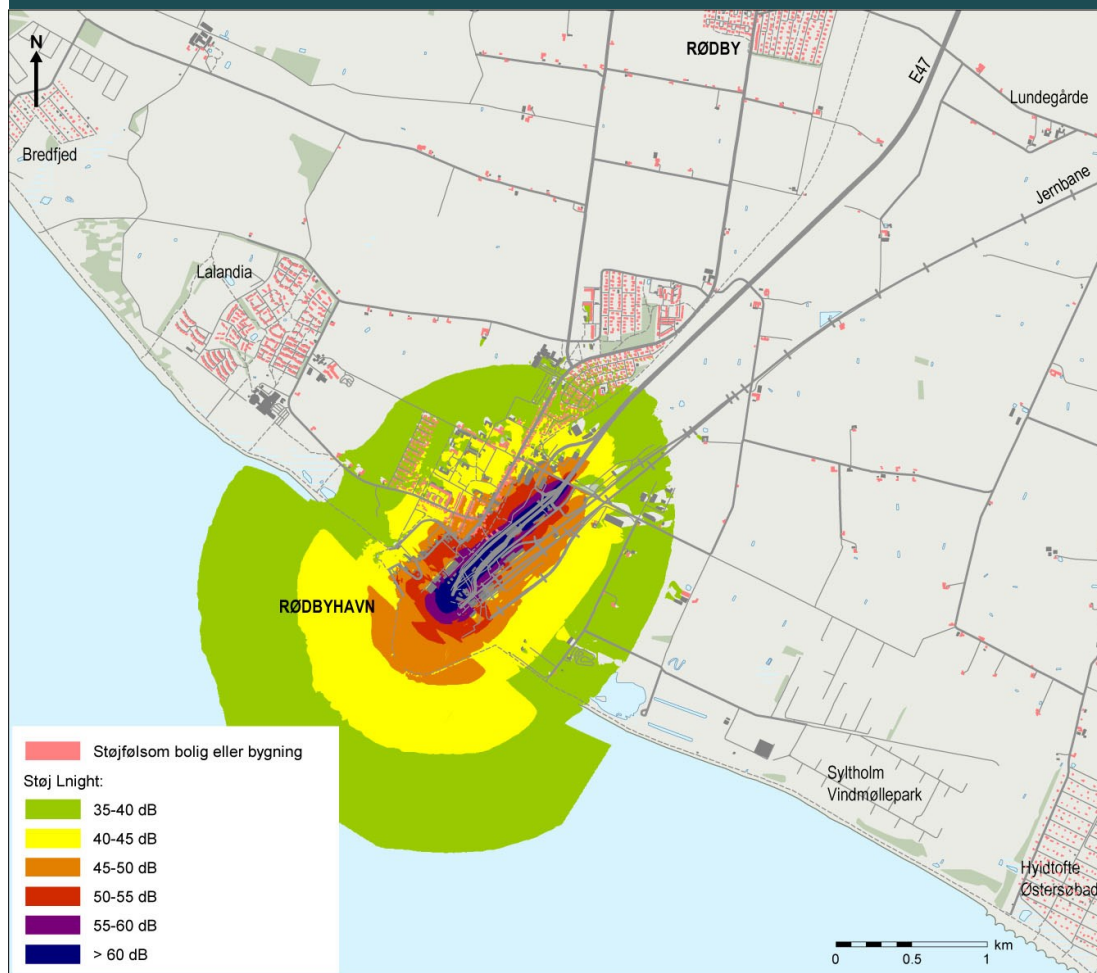 N
RØDBY
E47
Lundegårde
Bredfjed
Jernbane
Lalandia
RØDBYHAVN
Støjfølsom bolig eller bygning
Støj Lnight:
35-40 dB
40-45 dB
45-50 dB
50-55 dB
55-60 dB
> 60 dB
Syltholm
Vindmøllepark
Hyldtofte
Østersøbad
km
0 0.5 1